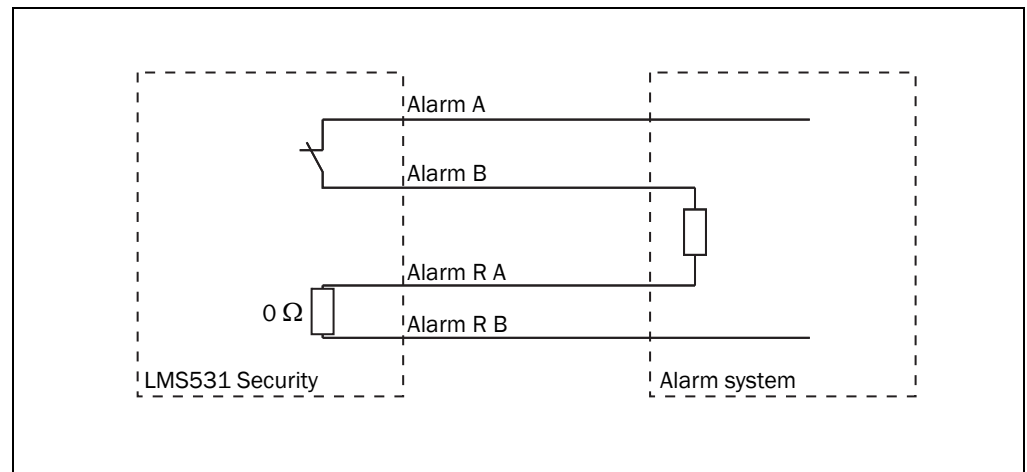 Alarm A
Alarm B
Alarm R A
0 Ω
Alarm R B
LMS531 Security
Alarm system